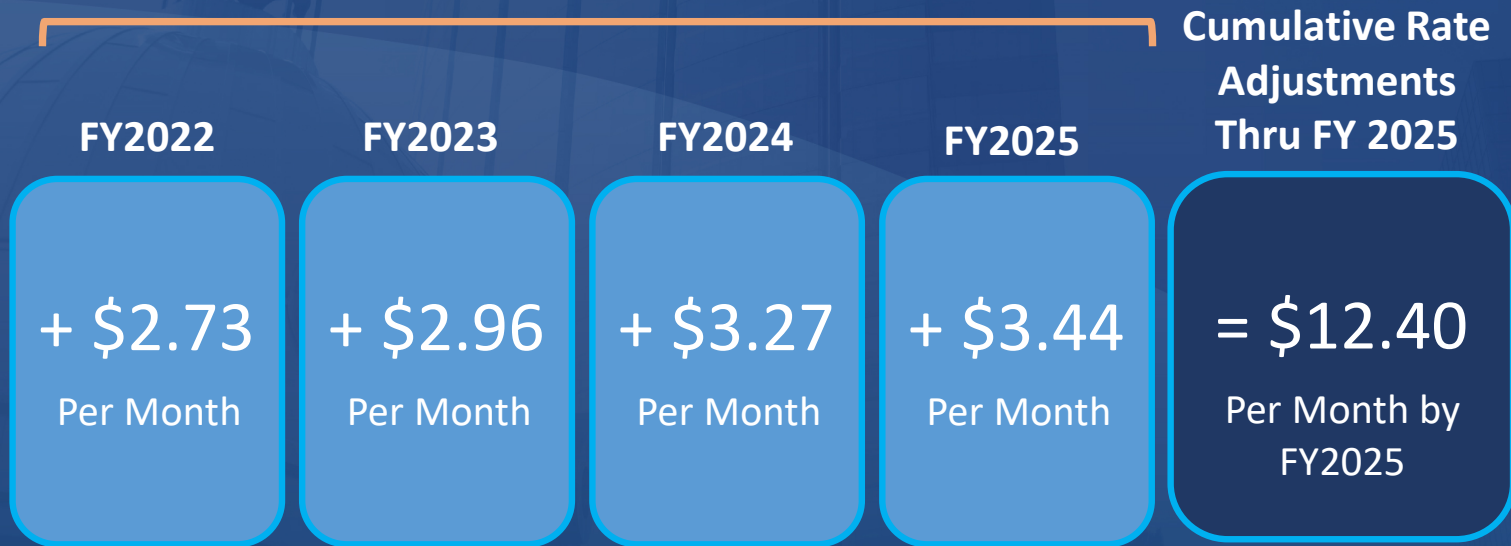 Cumulative Rate
Adjustments
Thru FY 2025
FY2022
FY2023
FY2024
FY2025
+ $2.73
Per Month
+ $2.96
Per Month
+ $3.27
Per Month
+ $3.44
Per Month
= $12.40
Per Month by
FY2025